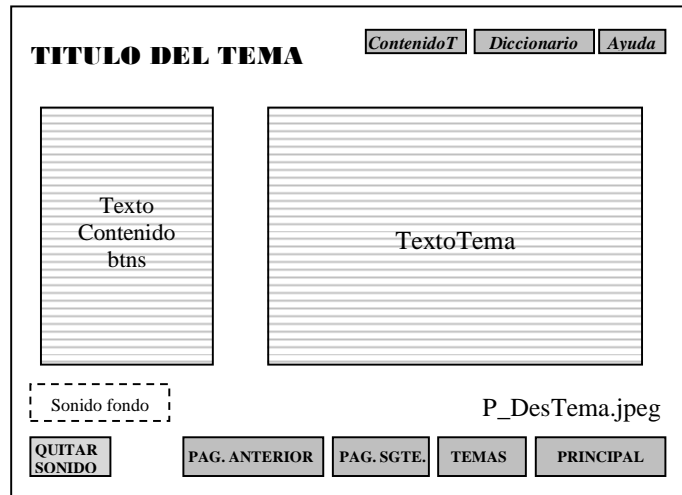 TITULO DEL TEMA
ContenidoT
Diccionario
Ayuda
Texto
Contenido
btns
TextoTema
Sonido fondo
P_DesTema.jpeg
QUITAR
SONIDO
PAG. ANTERIOR
PAG. SGTE.
TEMAS
PRINCIPAL